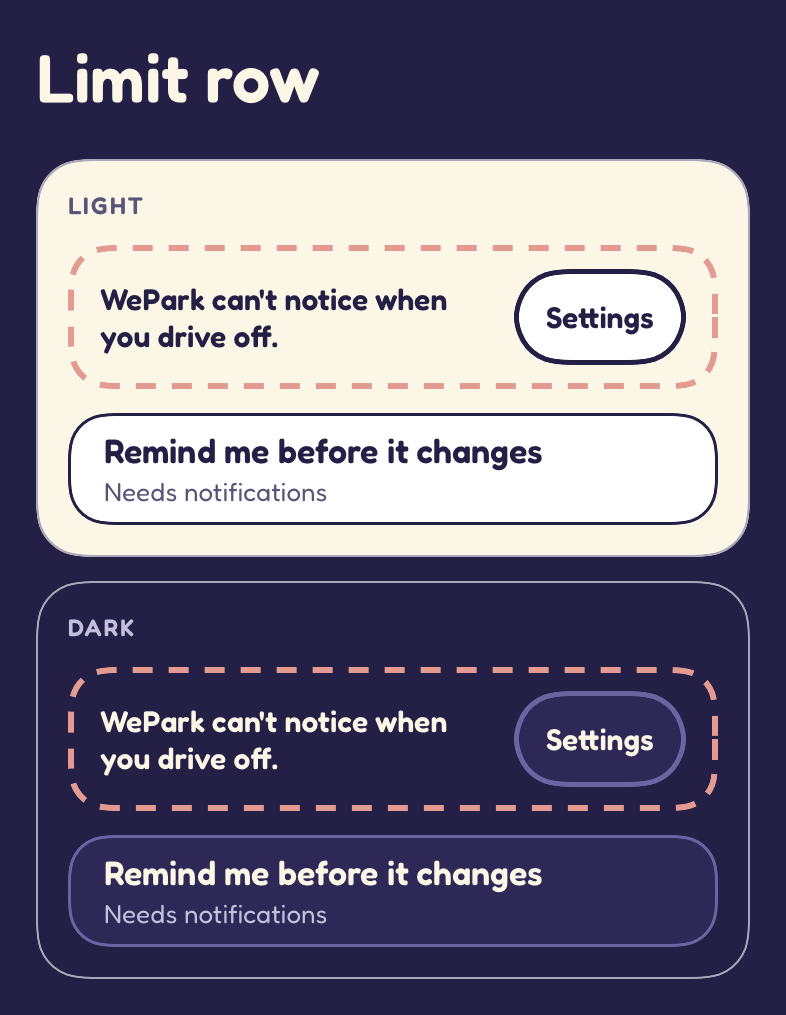 Limit row
LIGHT
WePark can't notice when
you drive off.
Settings
Remind me before it changes
Needs notifications
DARK
WePark can't notice when
you drive off.
Settings
Remind me before it changes
Needs notifications